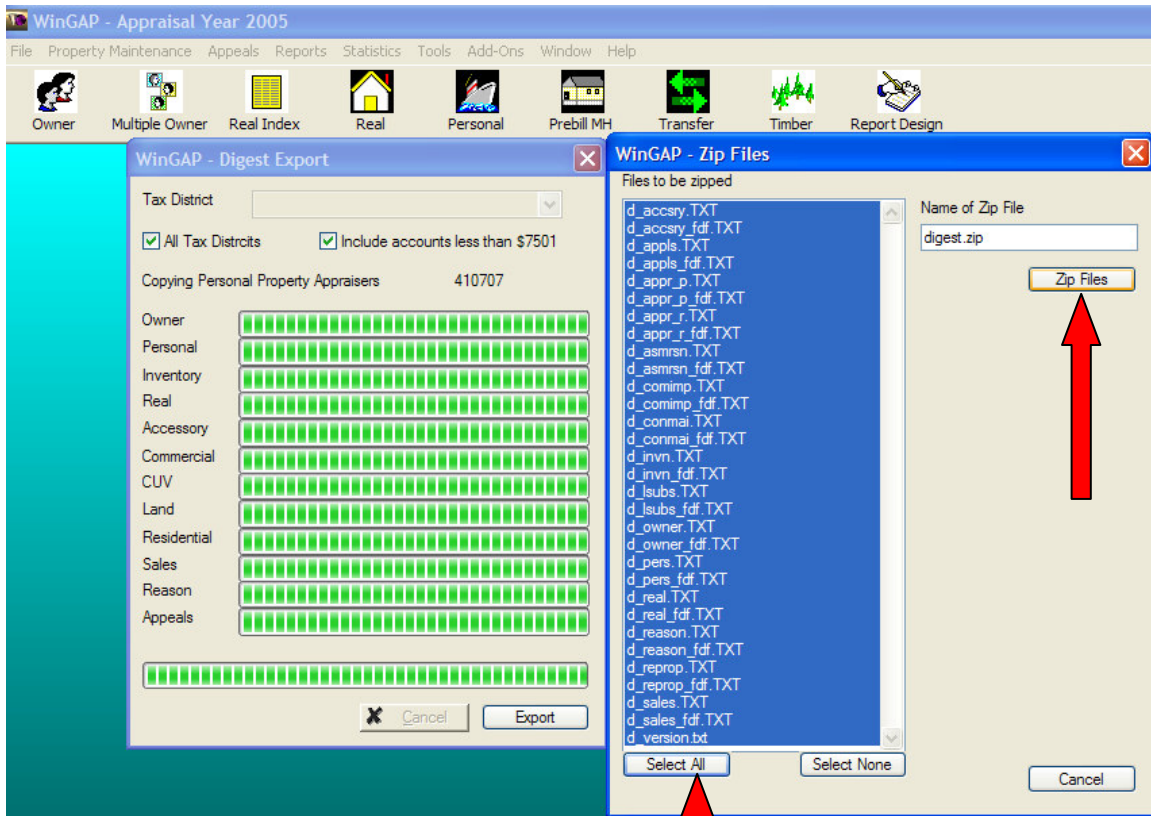 WinGAP - Appraisal Year 2005
File Property Maintenance Appeals Reports Statistics Tools Add-Ons Window Help
Owner Multiple Owner Real Index Real Personal Prebill MH Transfer Timber Report Design
WinGAP - Digest Export
Tax District
All Tax Distrcits Include accounts less than $7501
Copying Personal Property Appraisers 410707
Owner
Personal
Inventory
Real
Accessory
Commercial
CUV
Land
Residential
Sales
Reason
Appeals
Cancel Export
WinGAP - Zip Files
Files to be zipped
d_accsry.TXT
d_accsry_fdf.TXT
d_appls.TXT
d_appls_fdf.TXT
d_appr_p.TXT
d_appr_p_fdf.TXT
d_appr_r.TXT
d_appr_r_fdf.TXT
d_asmrsn.TXT
d_asmrsn_fdf.TXT
d_comimp.TXT
d_comimp_fdf.TXT
d_conmai.TXT
d_conmai_fdf.TXT
d_invn.TXT
d_invn_fdf.TXT
d_lsubs.TXT
d_lsubs_fdf.TXT
d_owner.TXT
d_owner_fdf.TXT
d_pers.TXT
d_pers_fdf.TXT
d_real.TXT
d_real_fdf.TXT
d_reason.TXT
d_reason_fdf.TXT
d_reprop.TXT
d_reprop_fdf.TXT
d_sales.TXT
d_sales_fdf.TXT
d_version.txt
Select All Select None
Name of Zip File
digest.zip
Zip Files
Cancel